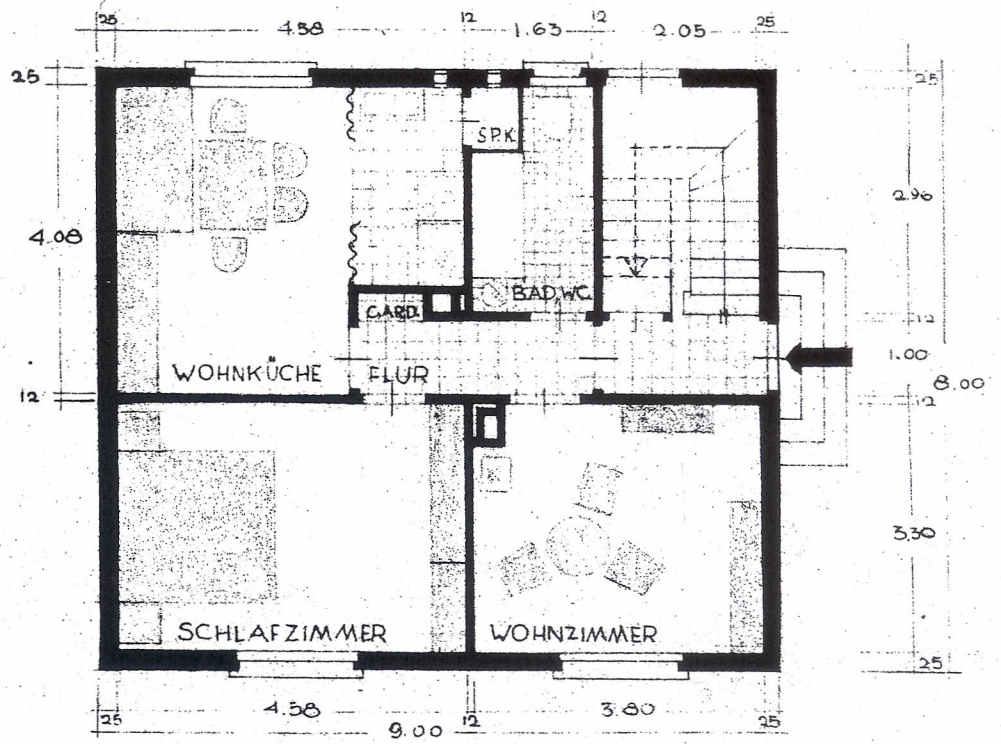 25 4.58 12 1.63 12 2.05 25
25
4.08
12
25
2.96
12
1.00
8.00
12
3.30
25
SP.K.
BAD.WC
GARD.
WOHNKÜCHE FLUR
SCHLAFZIMMER WOHNZIMMER
25 4.58 12 3.80 25
9.00